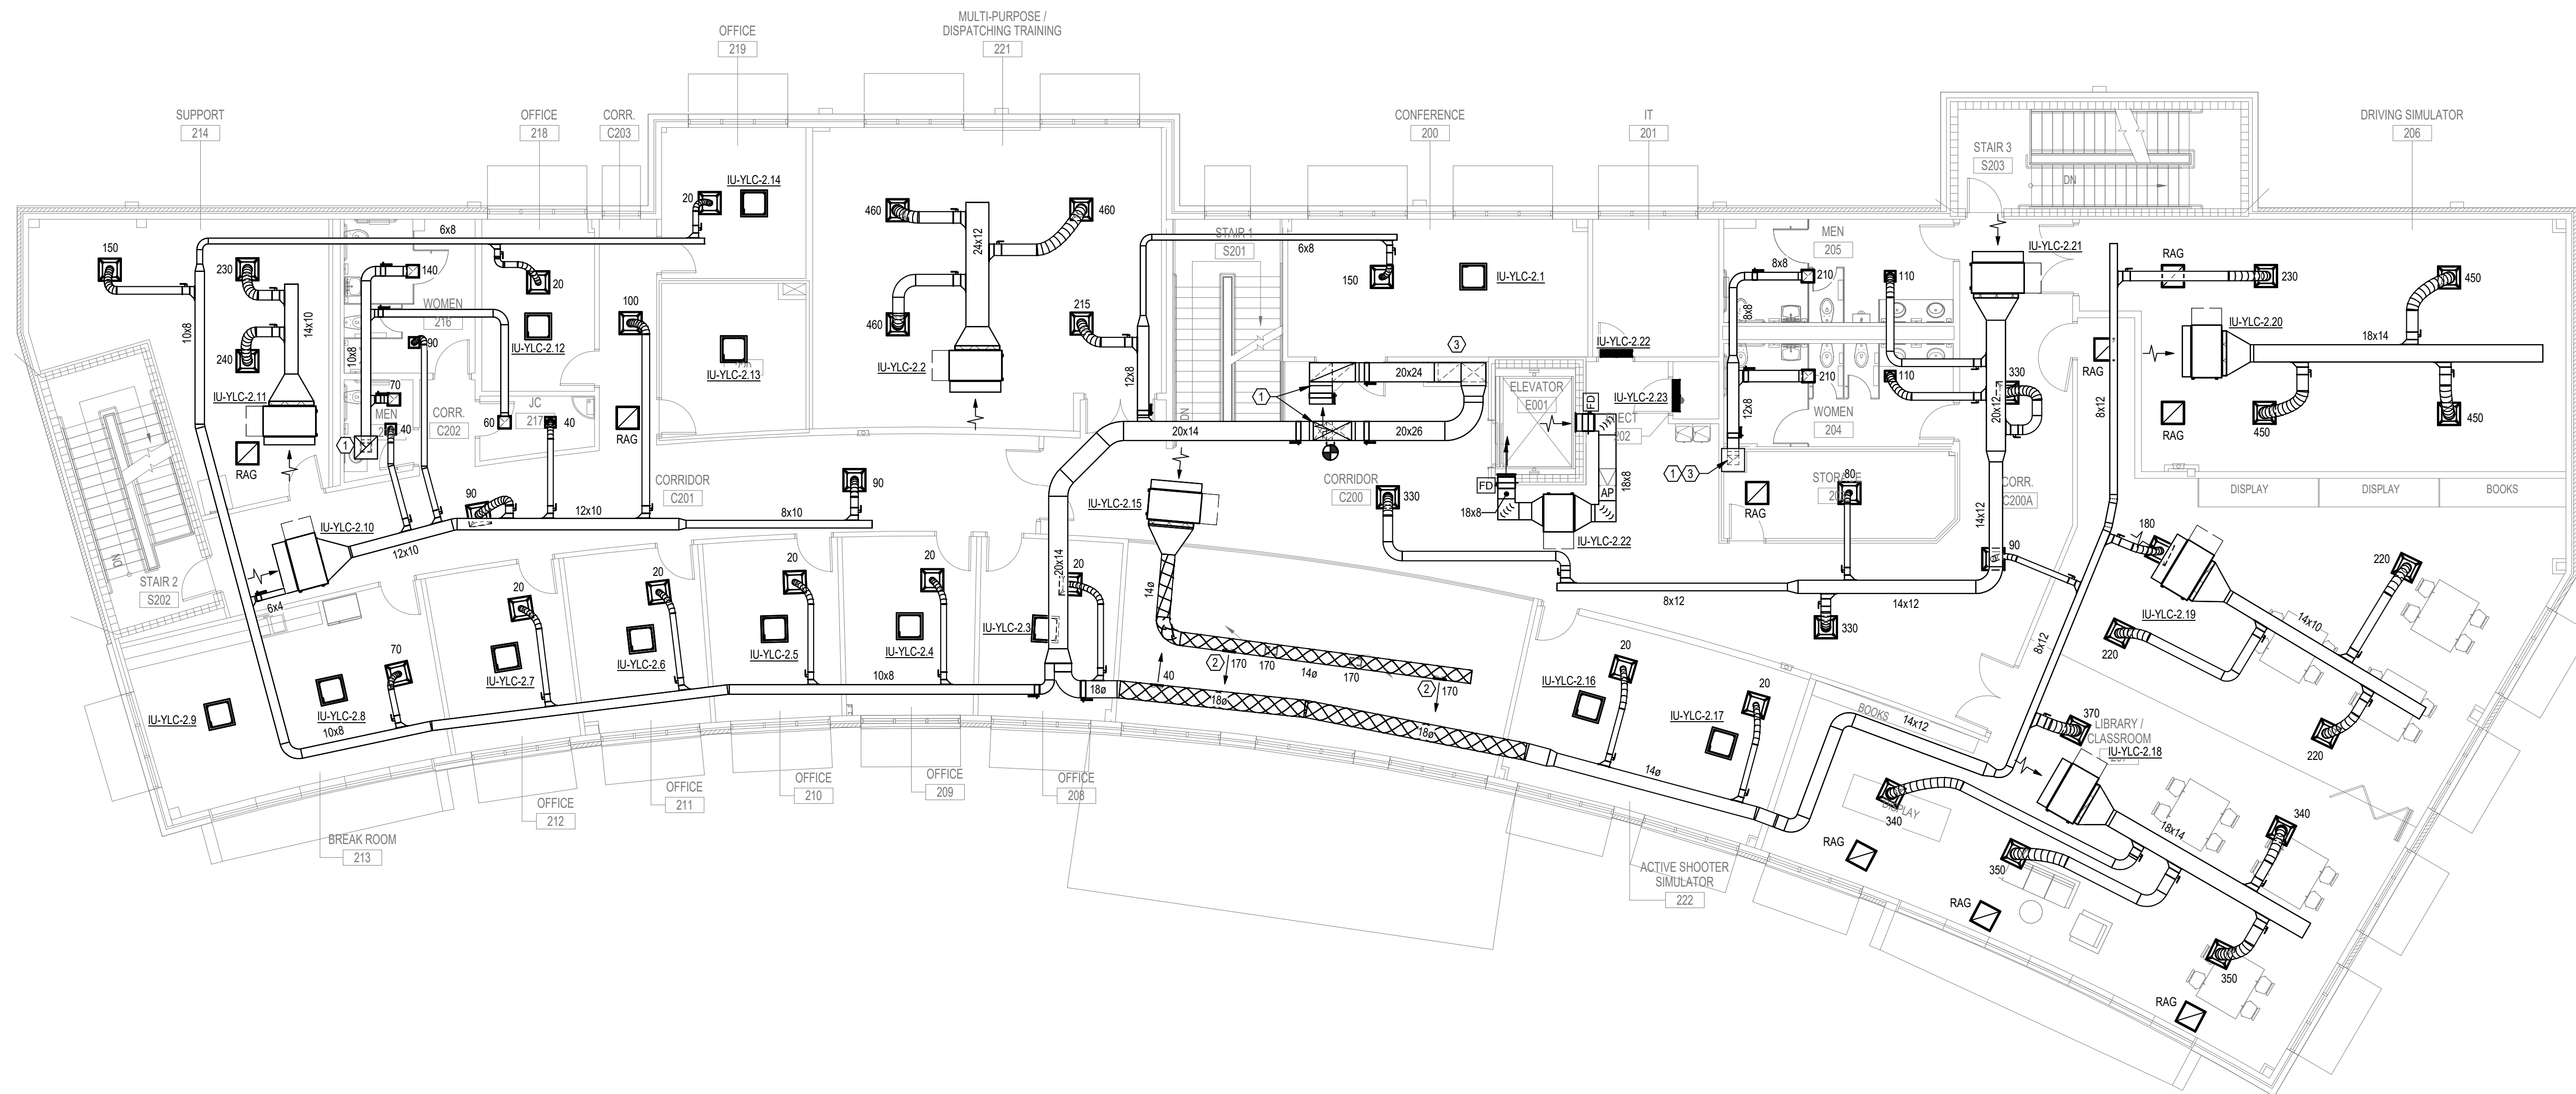 MULTI-PURPOSE /
DISPATCHING TRAINING
221
OFFICE
219
SUPPORT
214
OFFICE
218
CORR.
C203
CONFERENCE
200
IT
201
STAIR 3
S203
DN
DRIVING SIMULATOR
206
IU-YLC-2.14
20
6x8
150
230
240
14x10
10x8
IU-YLC-2.11
RAG
140
WOMEN
216
10x8
90
70
MEN
40
1
CORR.
C202
20
IU-YLC-2.12
JC
217
60
40
100
RAG
IU-YLC-2.13
460
460
460
24x12
IU-YLC-2.2
215
12x8
STAIR 1
S201
DN
6x8
150
IU-YLC-2.1
3
1
20x24
20x14
20x26
ELEVATOR
E001
FD
FD
IU-YLC-2.22
IU-YLC-2.23
ELECT
202
18x8
AP
18x8
IU-YLC-2.22
CORRIDOR
C200
330
MEN
205
8x8
8x8
210
210
110
110
12x8
WOMEN
204
1
3
STORAGE
80
RAG
IU-YLC-2.21
330
20x12
14x12
CORR.
C200A
90
8x12
14x12
330
8x12
RAG
230
RAG
RAG
IU-YLC-2.20
450
18x14
450
450
DISPLAY
DISPLAY
BOOKS
STAIR 2
S202
DN
IU-YLC-2.10
12x10
90
12x10
8x10
90
CORRIDOR
C201
6x4
70
IU-YLC-2.9
IU-YLC-2.8
10x8
20
IU-YLC-2.7
20
IU-YLC-2.6
20
IU-YLC-2.5
20
IU-YLC-2.4
10x8
IU-YLC-2.3
20
20x14
IU-YLC-2.15
14ø
40
2
170
170
14ø
170
2
170
18ø
18ø
18ø
14ø
IU-YLC-2.16
20
IU-YLC-2.17
20
BOOKS
14x12
8x12
180
IU-YLC-2.19
14x10
220
220
220
370
LIBRARY /
CLASSROOM
IU-YLC-2.18
DISPLAY
340
350
18x14
340
350
RAG
RAG
RAG
BREAK ROOM
213
OFFICE
212
OFFICE
211
OFFICE
210
OFFICE
209
OFFICE
208
ACTIVE SHOOTER
SIMULATOR
222